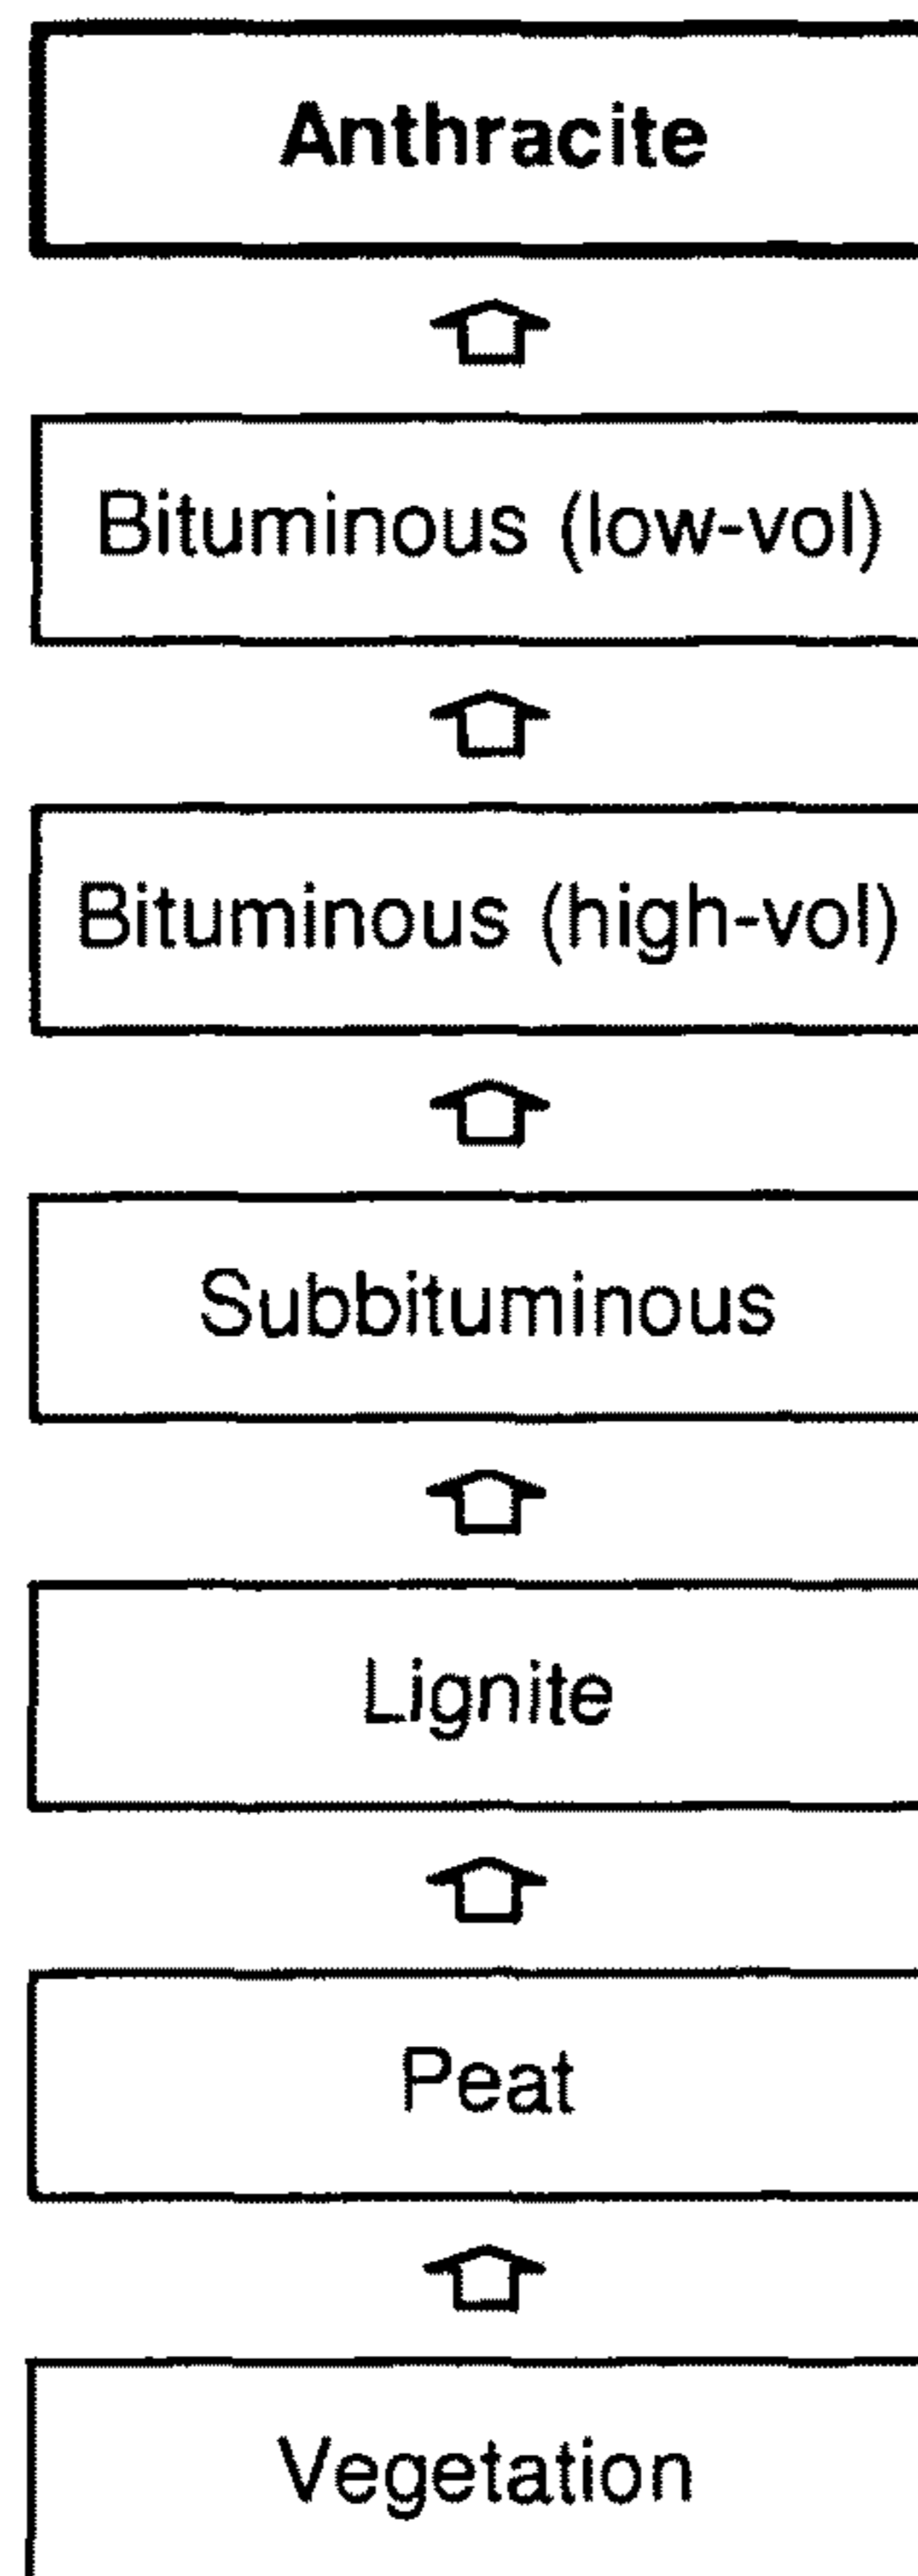 Anthracite
Bituminous (low-vol)
Bituminous (high-vol)
Subbituminous
Lignite
Peat
Vegetation